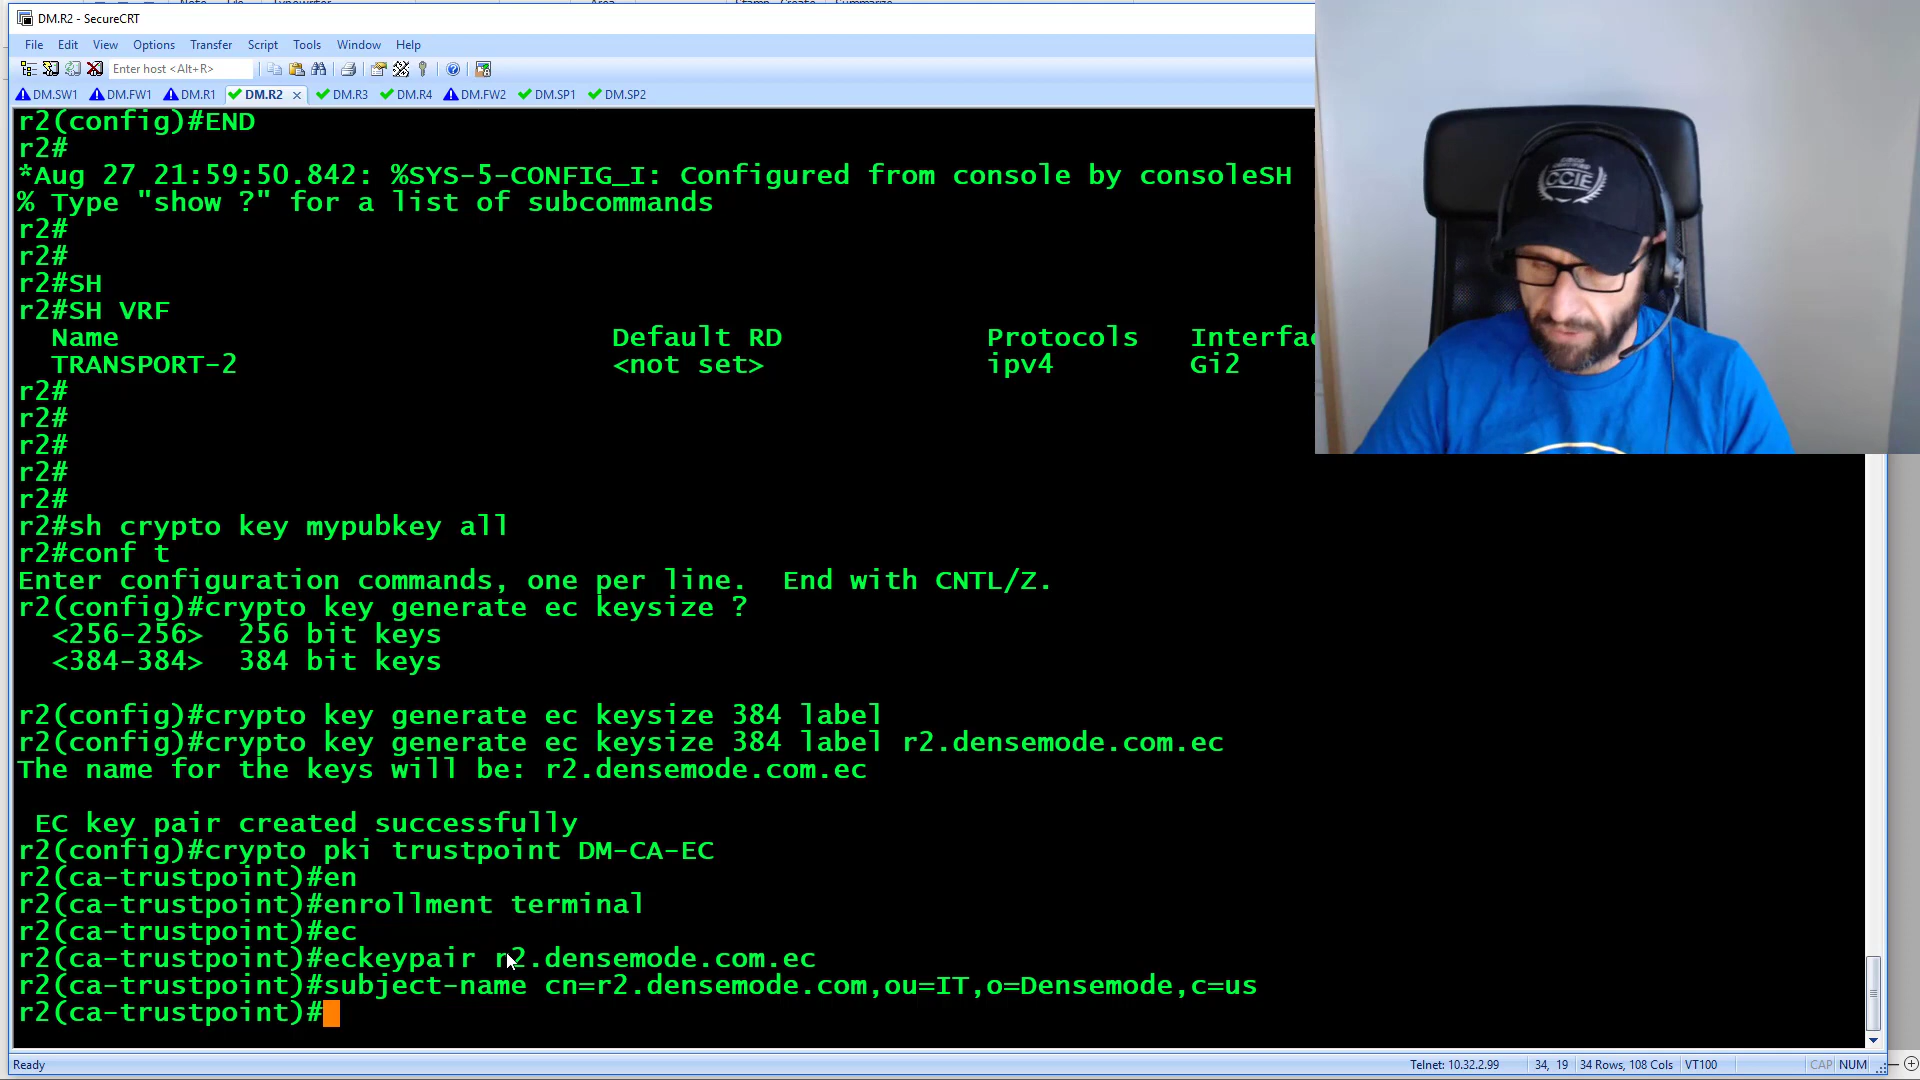 DM.R2 - SecureCRT
File Edit View Options Transfer Script Tools Window Help
Enter host <Alt+R>
DM.SW1 DM.FW1 DM.R1 DM.R2 DM.R3 DM.R4 DM.FW2 DM.SP1 DM.SP2
r2(config)#END
r2#
*Aug 27 21:59:50.842: %SYS-5-CONFIG_I: Configured from console by consoleSH
% Type "show ?" for a list of subcommands
r2#
r2#
r2#SH
r2#SH VRF
Name Default RD Protocols Interfac
TRANSPORT-2 <not set> ipv4 Gi2
r2#
r2#
r2#
r2#
r2#
r2#sh crypto key mypubkey all
r2#conf t
Enter configuration commands, one per line. End with CNTL/Z.
r2(config)#crypto key generate ec keysize ?
<256-256> 256 bit keys
<384-384> 384 bit keys
r2(config)#crypto key generate ec keysize 384 label
r2(config)#crypto key generate ec keysize 384 label r2.densemode.com.ec
The name for the keys will be: r2.densemode.com.ec
EC key pair created successfully
r2(config)#crypto pki trustpoint DM-CA-EC
r2(ca-trustpoint)#en
r2(ca-trustpoint)#enrollment terminal
r2(ca-trustpoint)#ec
r2(ca-trustpoint)#eckeypair r2.densemode.com.ec
r2(ca-trustpoint)#subject-name cn=r2.densemode.com,ou=IT,o=Densemode,c=us
r2(ca-trustpoint)#
Ready Telnet: 10.32.2.99 34, 19 34 Rows, 108 Cols VT100 CAP NUM
CCIE